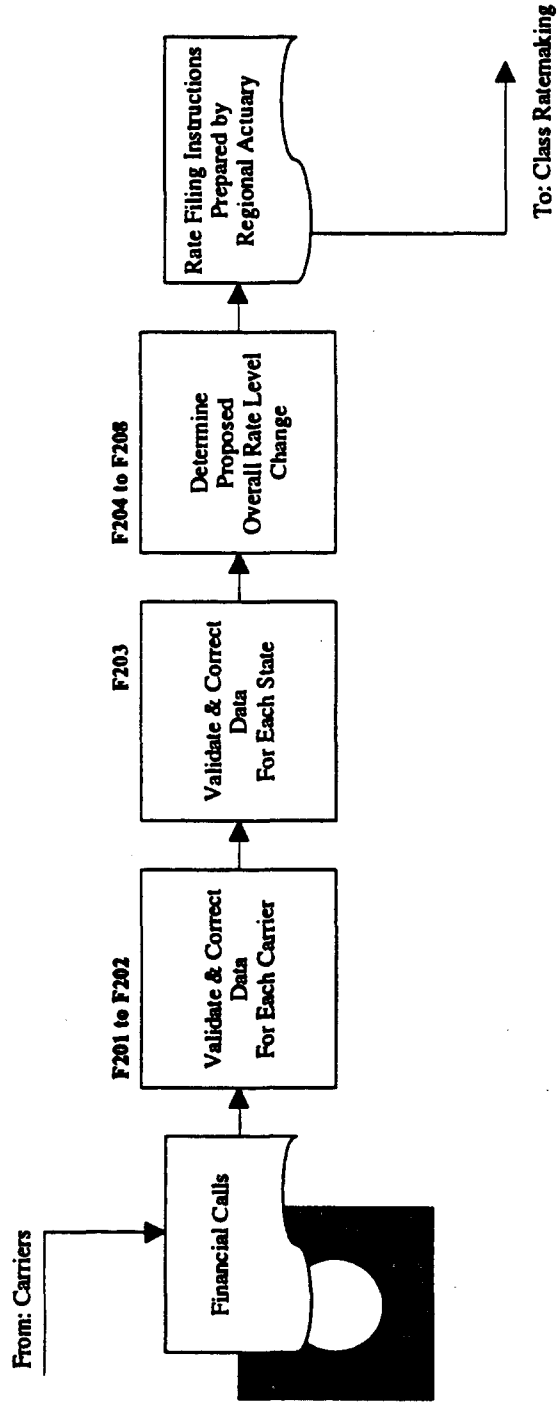 From: Carriers
Financial Calls
F201 to F202
Validate & Correct
Data
For Each Carrier
F203
Validate & Correct
Data
For Each State
F204 to F208
Determine
Proposed
Overall Rate Level
Change
Rate Filing Instructions
Prepared by
Regional Actuary
To: Class Ratemaking